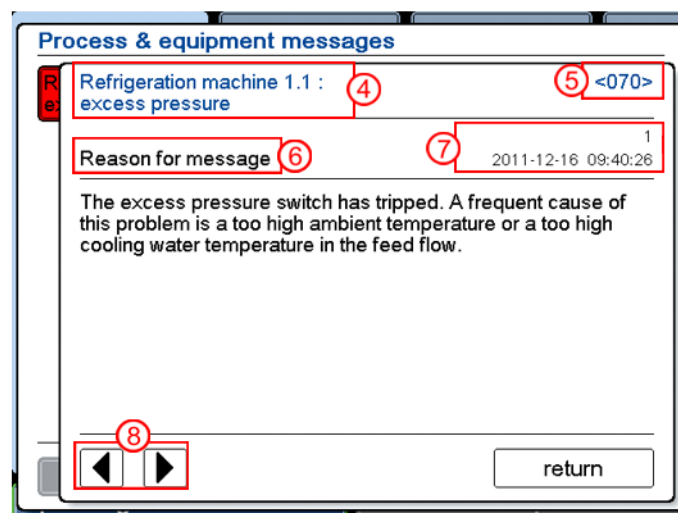 Process & equipment messages
R
Refrigeration machine 1.1 :
④
⑤
<070>
e
excess pressure
Reason for message
⑥
⑦
1
2011-12-16 09:40:26
The excess pressure switch has tripped. A frequent cause of
this problem is a too high ambient temperature or a too high
cooling water temperature in the feed flow.
⑧
return